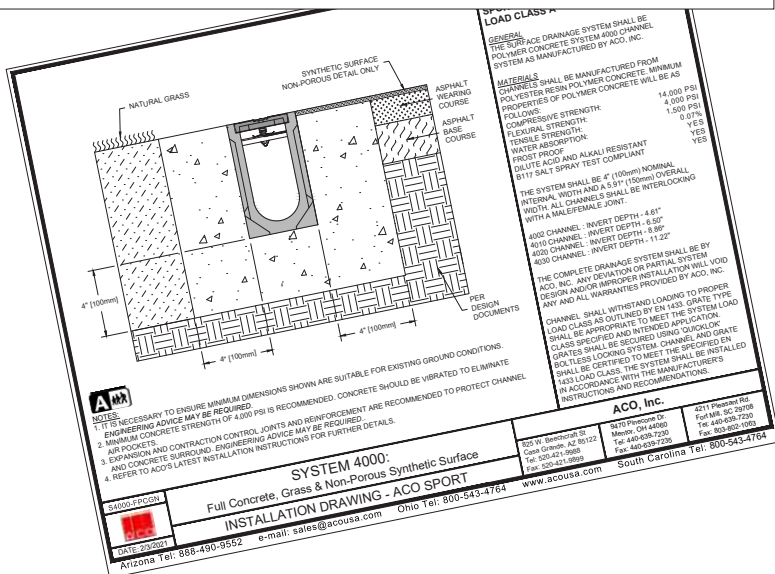 LOAD CLASS A
GENERAL
THE SURFACE DRAINAGE SYSTEM SHALL BE
POLYMER CONCRETE SYSTEM 4000 CHANNEL
SYSTEM AS MANUFACTURED BY ACO, INC.
MATERIALS
CHANNELS SHALL BE MANUFACTURED FROM
POLYESTER RESIN POLYMER CONCRETE. MINIMUM
PROPERTIES OF POLYMER CONCRETE WILL BE AS
FOLLOWS:
COMPRESSIVE STRENGTH: 14,000 PSI
FLEXURAL STRENGTH: 4,000 PSI
TENSILE STRENGTH: 1,500 PSI
WATER ABSORPTION: 0.07%
FROST PROOF YES
DILUTE ACID AND ALKALI RESISTANT YES
B117 SALT SPRAY TEST COMPLIANT YES
THE SYSTEM SHALL BE 4" (100mm) NOMINAL
INTERNAL WIDTH AND A 5.91" (150mm) OVERALL
WIDTH. ALL CHANNELS SHALL BE INTERLOCKING
WITH A MALE/FEMALE JOINT.
4002 CHANNEL : INVERT DEPTH - 4.61"
4010 CHANNEL : INVERT DEPTH - 6.50"
4020 CHANNEL : INVERT DEPTH - 8.86"
4030 CHANNEL : INVERT DEPTH - 11.22"
THE COMPLETE DRAINAGE SYSTEM SHALL BE BY
ACO, INC. ANY DEVIATION OR PARTIAL SYSTEM
DESIGN AND/OR IMPROPER INSTALLATION WILL VOID
ANY AND ALL WARRANTIES PROVIDED BY ACO, INC.
CHANNEL SHALL WITHSTAND LOADING TO PROPER
LOAD CLASS AS OUTLINED BY EN 1433. GRATE TYPE
SHALL BE APPROPRIATE TO MEET THE SYSTEM LOAD
CLASS SPECIFIED AND INTENDED APPLICATION.
GRATES SHALL BE SECURED USING 'QUICKLOK'
BOLTLESS LOCKING SYSTEM. CHANNEL AND GRATE
SHALL BE CERTIFIED TO MEET THE SPECIFIED EN
1433 LOAD CLASS. THE SYSTEM SHALL BE INSTALLED
IN ACCORDANCE WITH THE MANUFACTURER'S
INSTRUCTIONS AND RECOMMENDATIONS.
NATURAL GRASS
SYNTHETIC SURFACE
NON-POROUS DETAIL ONLY
ASPHALT
WEARING
COURSE
ASPHALT
BASE
COURSE
4" [100mm]
4" [100mm]
4" [100mm]
PER
DESIGN
DOCUMENTS
A
NOTES:
1. IT IS NECESSARY TO ENSURE MINIMUM DIMENSIONS SHOWN ARE SUITABLE FOR EXISTING GROUND CONDITIONS.
ENGINEERING ADVICE MAY BE REQUIRED.
2. MINIMUM CONCRETE STRENGTH OF 4,000 PSI IS RECOMMENDED. CONCRETE SHOULD BE VIBRATED TO ELIMINATE
AIR POCKETS.
3. EXPANSION AND CONTRACTION CONTROL JOINTS AND REINFORCEMENT ARE RECOMMENDED TO PROTECT CHANNEL
AND CONCRETE SURROUND. ENGINEERING ADVICE MAY BE REQUIRED.
4. REFER TO ACO'S LATEST INSTALLATION INSTRUCTIONS FOR FURTHER DETAILS.
S4000-FPCGN
aco
DATE: 2/3/2021
SYSTEM 4000:
Full Concrete, Grass & Non-Porous Synthetic Surface
INSTALLATION DRAWING - ACO SPORT
ACO, Inc.
825 W. Beechcraft St
Casa Grande, AZ 85122
Tel: 520-421-9988
Fax: 520-421-9899
9470 Pinecone Dr.
Mentor, OH 44060
Tel: 440-639-7230
Fax: 440-639-7235
4211 Pleasant Rd.
Fort Mill, SC 29708
Tel: 440-639-7230
Fax: 803-802-1063
Arizona Tel: 888-490-9552 e-mail: sales@acousa.com Ohio Tel: 800-543-4764 www.acousa.com South Carolina Tel: 800-543-4764